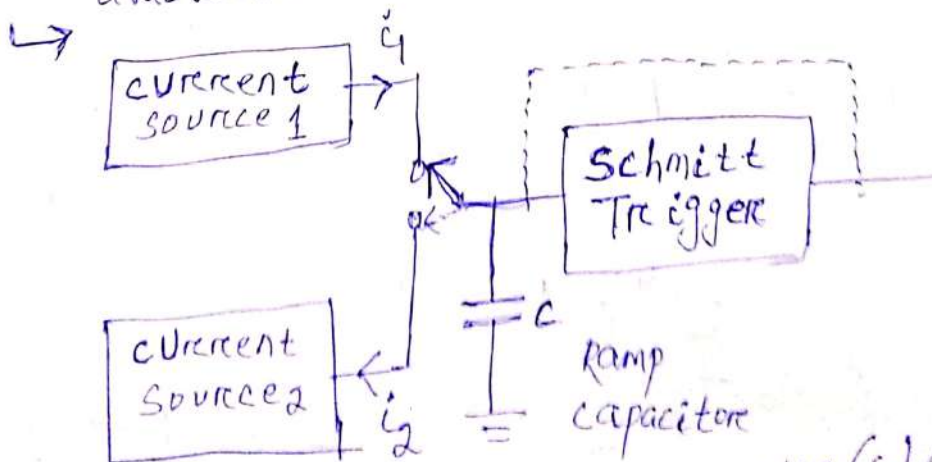 i1
current
source 1
Schmitt
Trigger
C
current
source2
i2
Ramp
capacitor